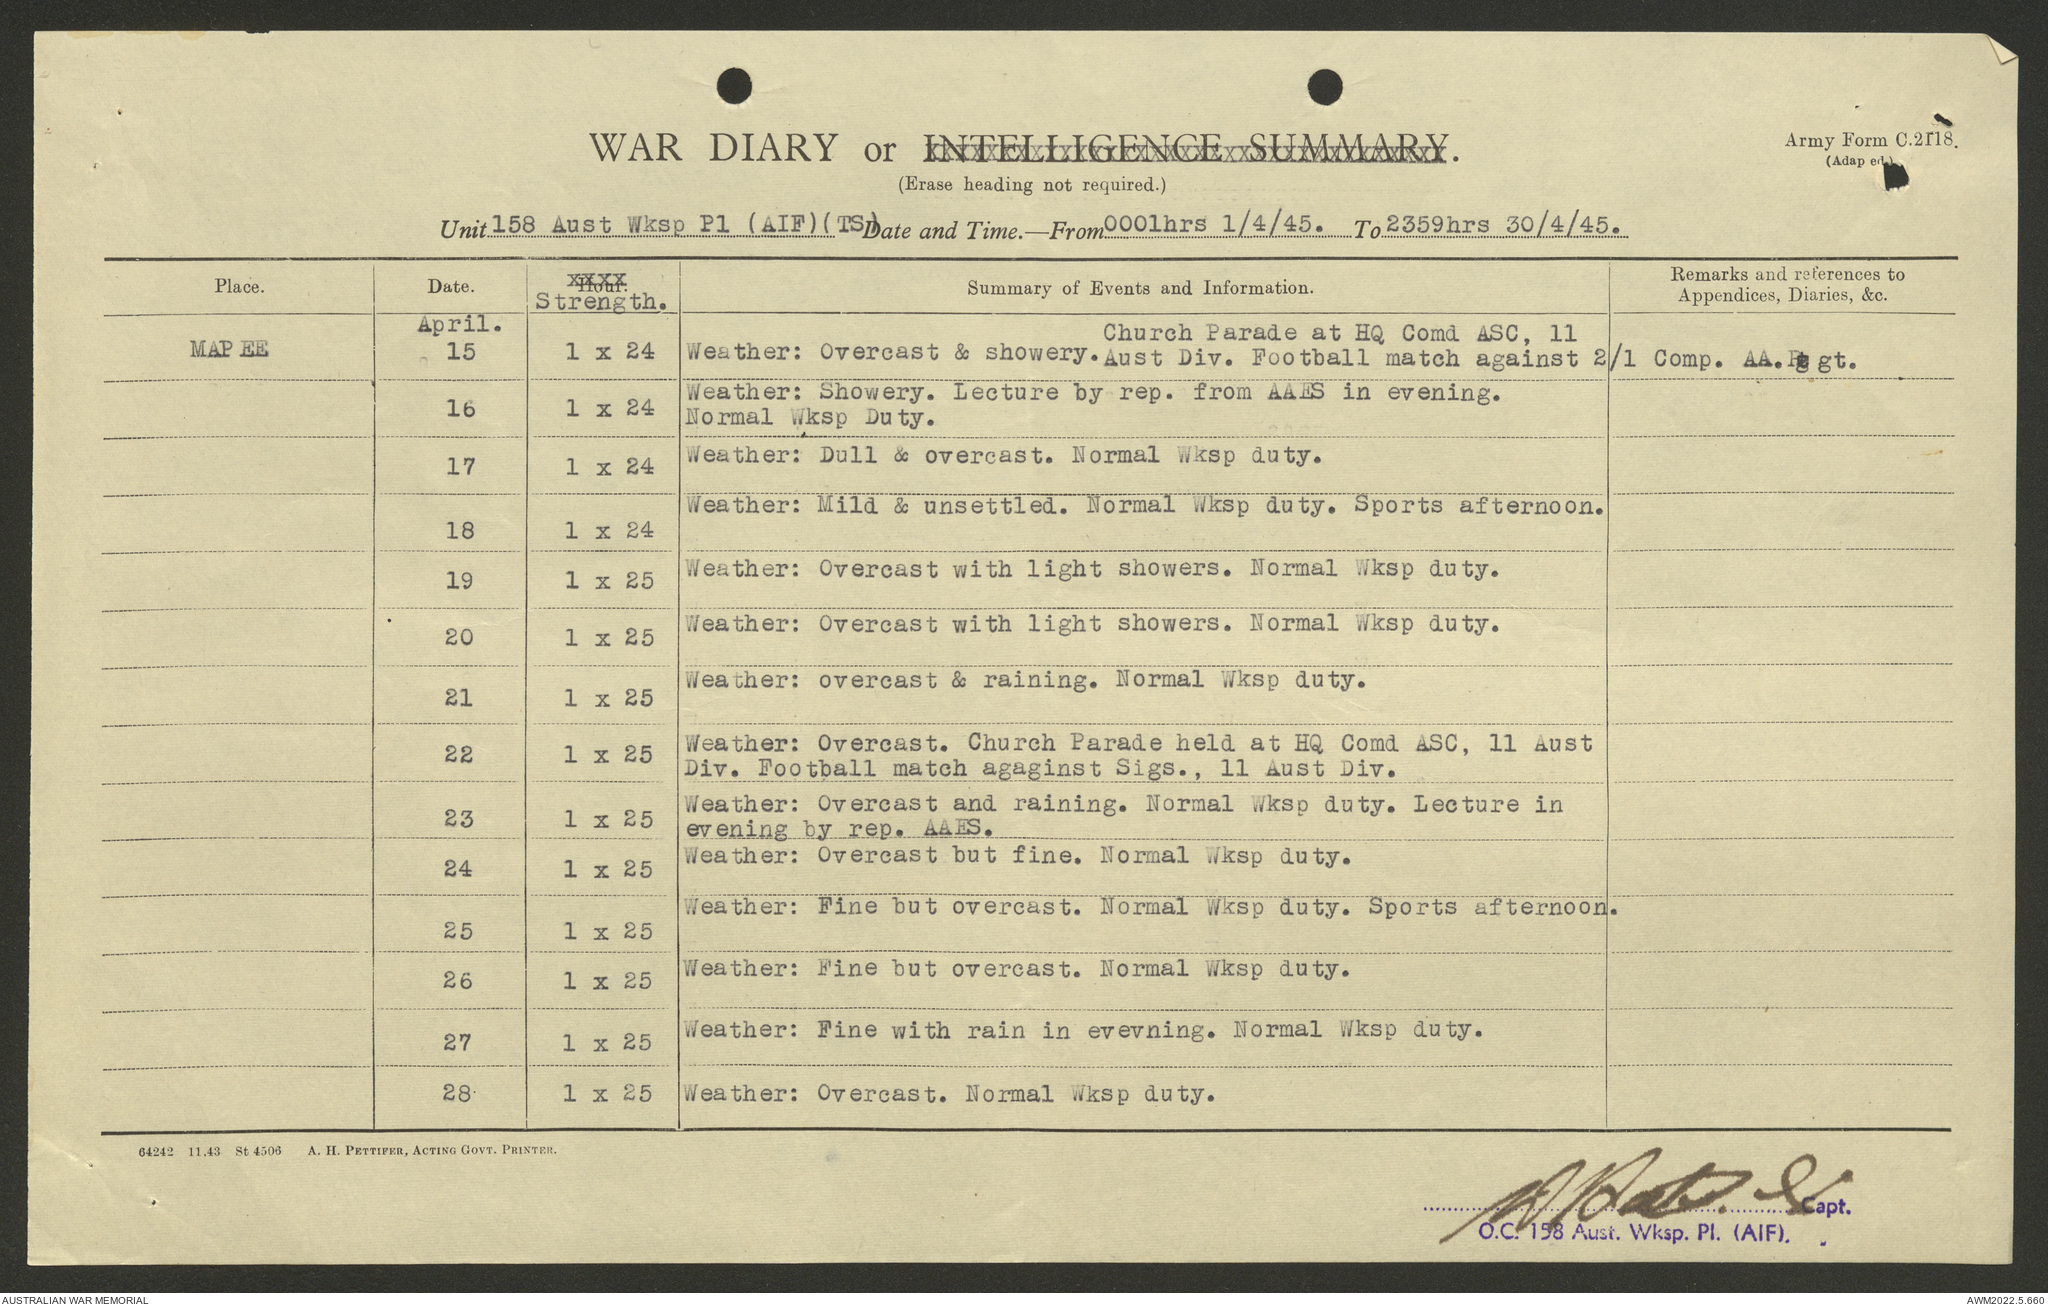 WAR DIARY or INTELLIGENCE SUMMARY.
(Erase heading not required.)
Army Form C.2118.
(Adap ed.)
Unit 158 Aust Wksp Pl (AIF)(TS) Date and Time.—From 0001hrs 1/4/45. To 2359hrs 30/4/45.
Place. Date. Hour. Strength. Summary of Events and Information. Remarks and references to Appendices, Diaries, &c.
April.
MAPEE 15 1 x 24 Weather: Overcast & showery. Church Parade at HQ Comd ASC, 11
Aust Div. Football match against 2/1 Comp. AA. Rgt.
16 1 x 24 Weather: Showery. Lecture by rep. from AAES in evening.
Normal Wksp Duty.
17 1 x 24 Weather: Dull & overcast. Normal Wksp duty.
18 1 x 24 Weather: Mild & unsettled. Normal Wksp duty. Sports afternoon.
19 1 x 25 Weather: Overcast with light showers. Normal Wksp duty.
20 1 x 25 Weather: Overcast with light showers. Normal Wksp duty.
21 1 x 25 Weather: overcast & raining. Normal Wksp duty.
22 1 x 25 Weather: Overcast. Church Parade held at HQ Comd ASC, 11 Aust
Div. Football match agaginst Sigs., 11 Aust Div.
23 1 x 25 Weather: Overcast and raining. Normal Wksp duty. Lecture in
evening by rep. AAES.
24 1 x 25 Weather: Overcast but fine. Normal Wksp duty.
25 1 x 25 Weather: Fine but overcast. Normal Wksp duty. Sports afternoon.
26 1 x 25 Weather: Fine but overcast. Normal Wksp duty.
27 1 x 25 Weather: Fine with rain in evevning. Normal Wksp duty.
28 1 x 25 Weather: Overcast. Normal Wksp duty.
64242 11.43 St 4506 A. H. PETTIFER, ACTING GOVT. PRINTER.
Capt.
O.C. 158 Aust. Wksp. Pl. (AIF).
AUSTRALIAN WAR MEMORIAL
AWM2022.5.660